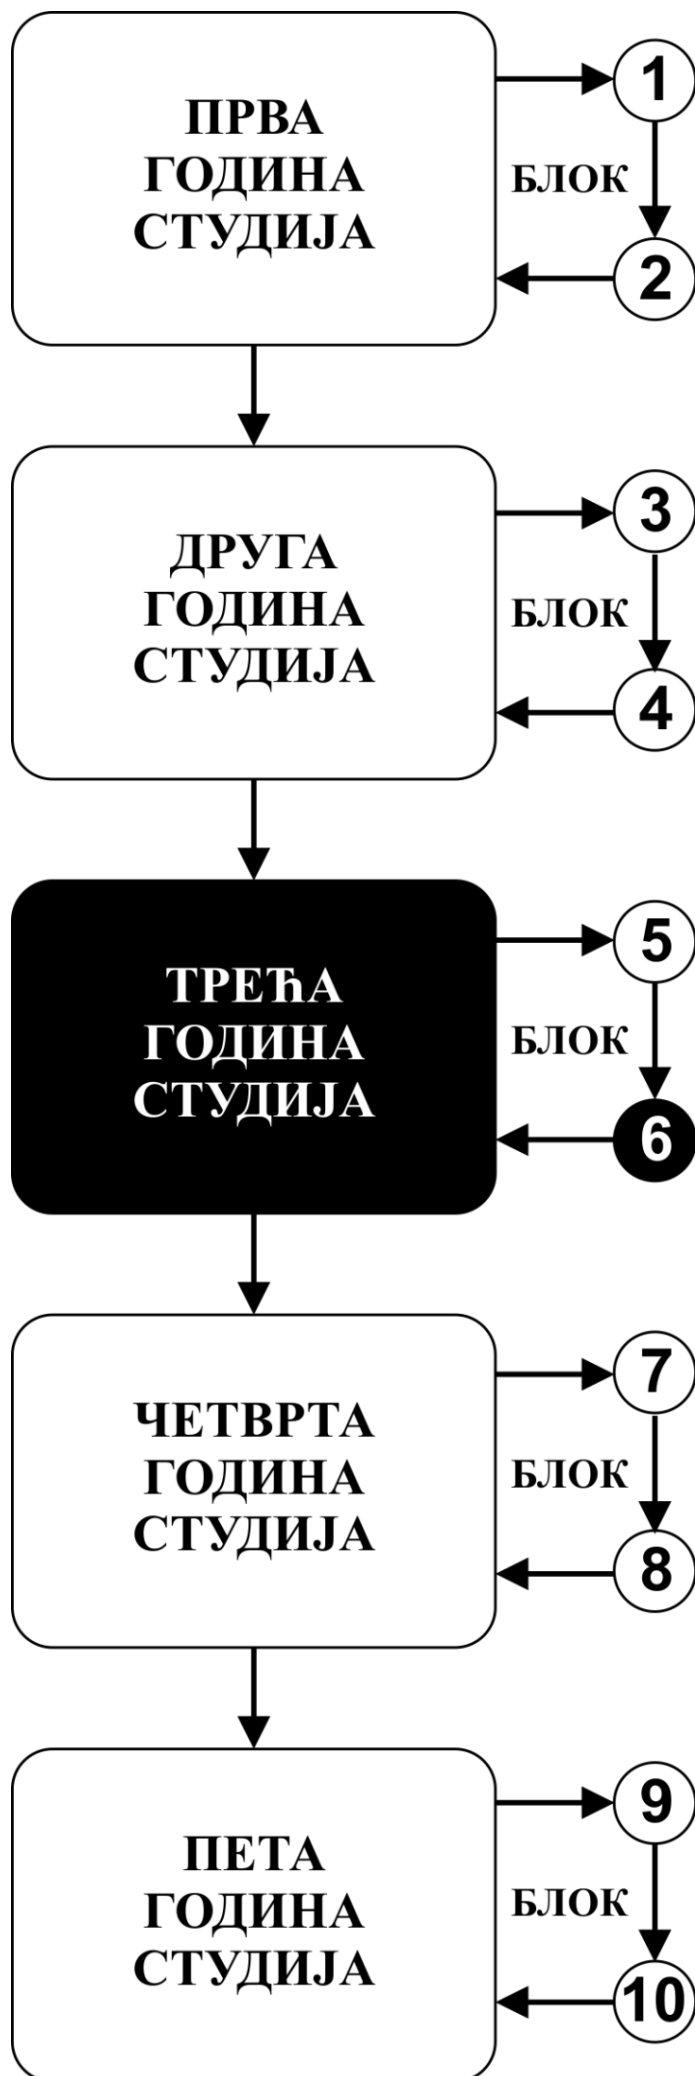 ПРВА
ГОДИНА
СТУДИЈА
1
БЛОК
2
ДРУГА
ГОДИНА
СТУДИЈА
3
БЛОК
4
ТРЕЋА
ГОДИНА
СТУДИЈА
5
БЛОК
6
ЧЕТВРТА
ГОДИНА
СТУДИЈА
7
БЛОК
8
ПЕТА
ГОДИНА
СТУДИЈА
9
БЛОК
10